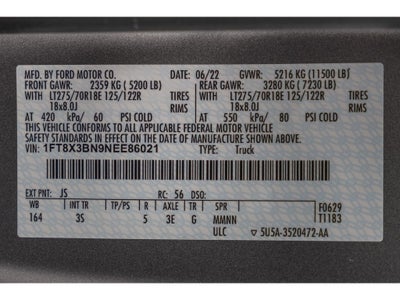 MFD. BY FORD MOTOR CO. 06/22 GVWR: 5216 KG (11500 LB)
FRONT GAWR: 2359 KG (5200 LB) REAR GAWR: 3280 KG (7230 LB)
WITH LT275/70R18E 125/122R TIRES WITH LT275/70R18E 125/122R TIRES
18x8.0J RIMS 18x8.0J RIMS
AT 420 kPa/ 60 PSI COLD AT 550 kPa/ 80 PSI COLD
THIS VEHICLE CONFORMS TO ALL APPLICABLE FEDERAL MOTOR VEHICLE SAFETY STANDARDS IN EFFECT ON THE
DATE OF MANUFACTURE SHOWN ABOVE.
VIN: 1FT8X3BN9NEE86021 TYPE: Truck
EXT PNT: JS RC: 56 DSO:
WB INT TR TP/PS R AXLE TR SPR F0629
164 3S 5 3E G MMNN T1183
ULC 5U5A-3520472-AA